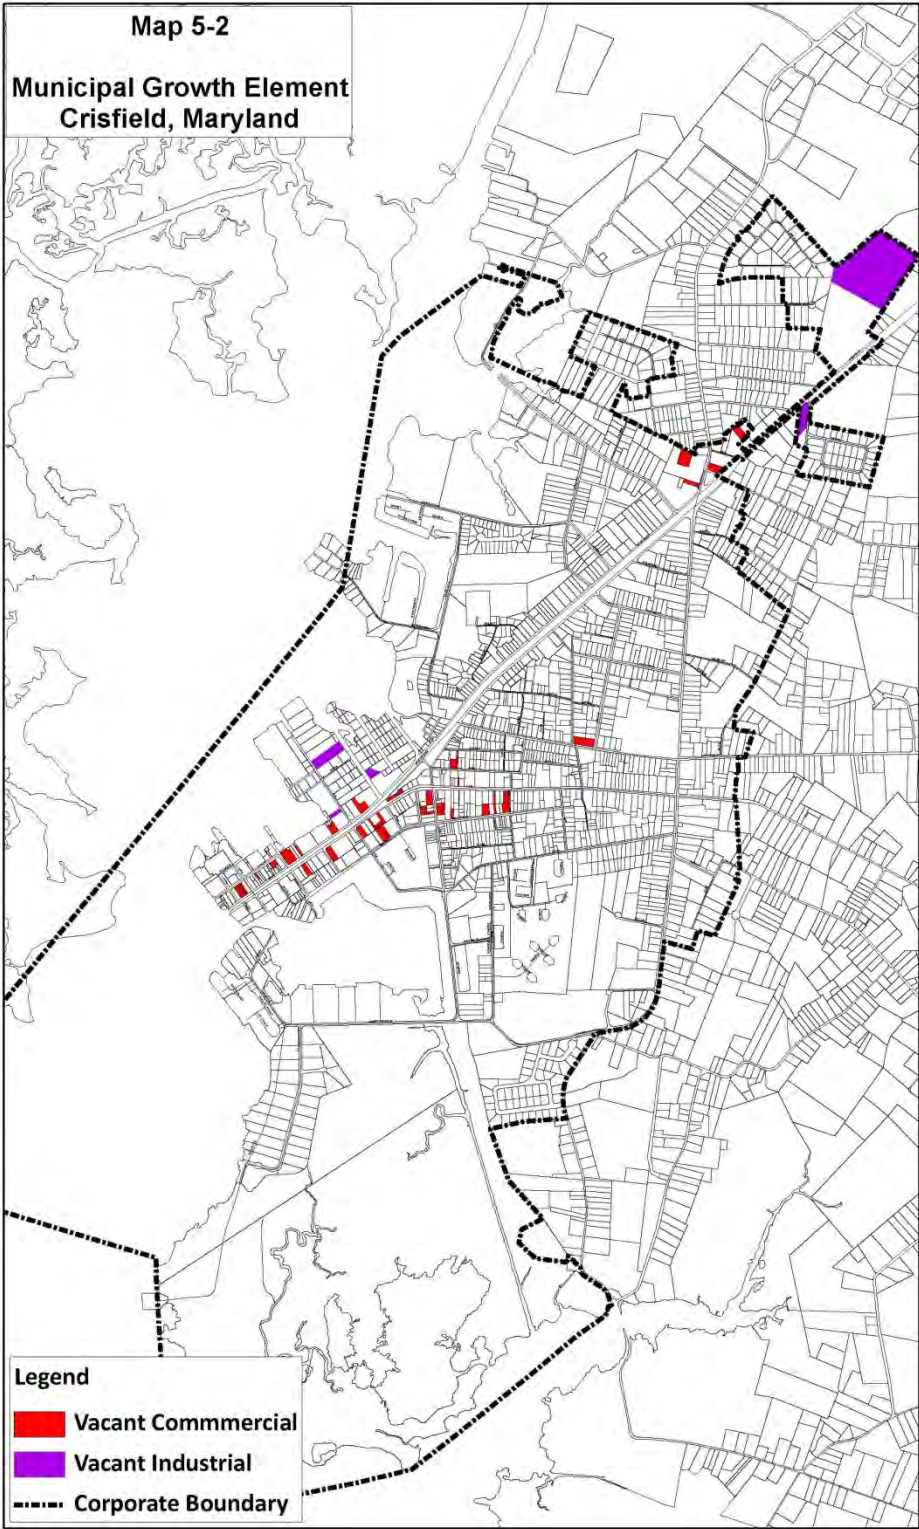 Map 5-2
Municipal Growth Element
Crisfield, Maryland
Legend
Vacant Commmercial
Vacant Industrial
Corporate Boundary